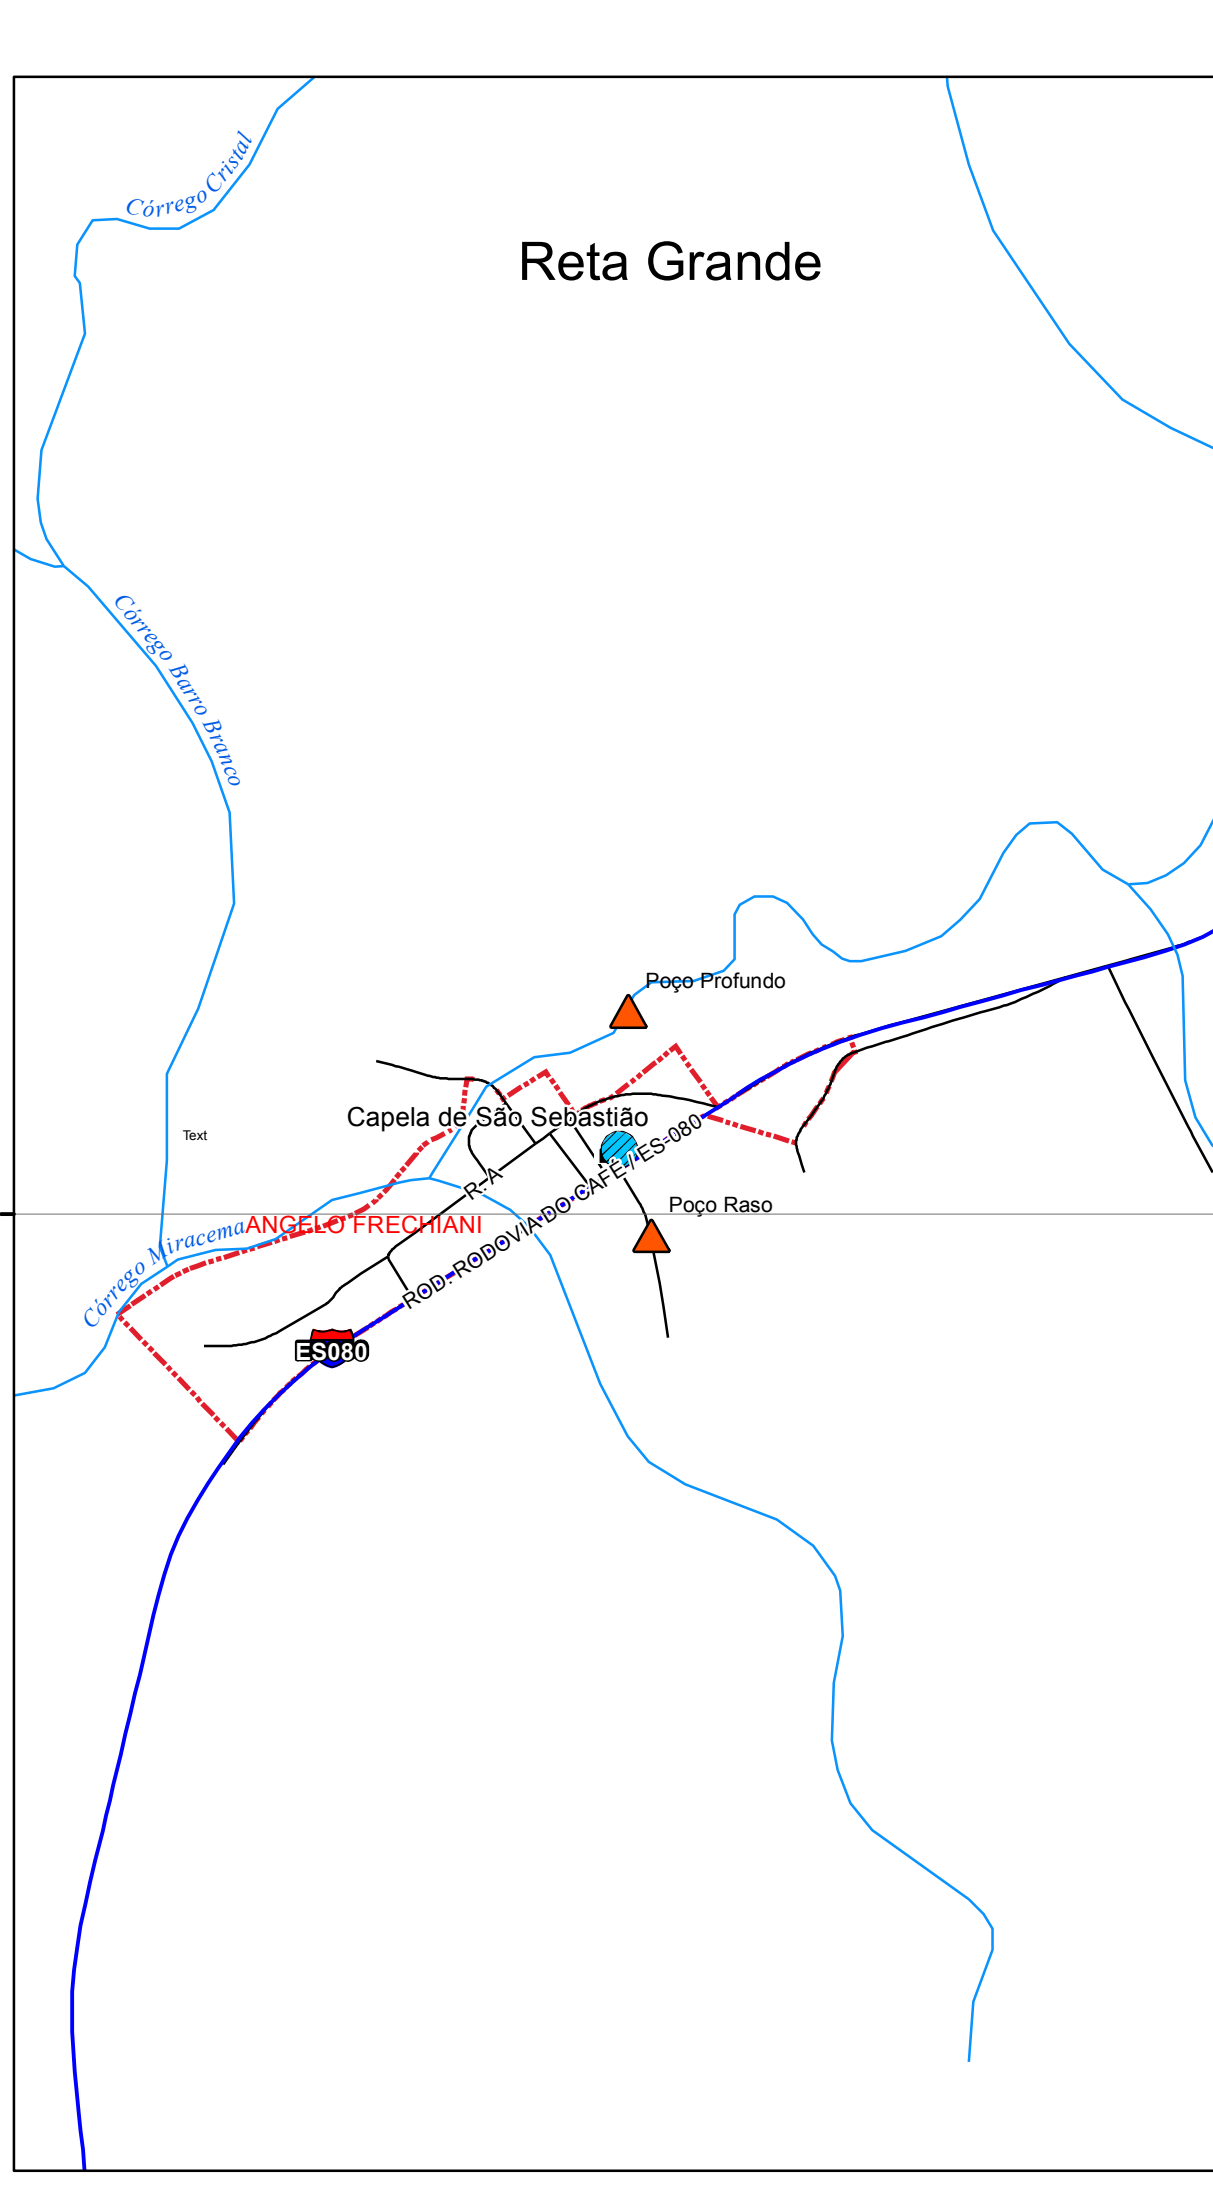 Córrego Cristal
Reta Grande
Córrego Barro Branco
Poço Profundo
Capela de São Sebastião
Text
R. A
Poço Raso
Córrego Miracema
ANGELO FRECHIANI
ROD. RODOVIA DO CAFÉ / ES-080
ES080